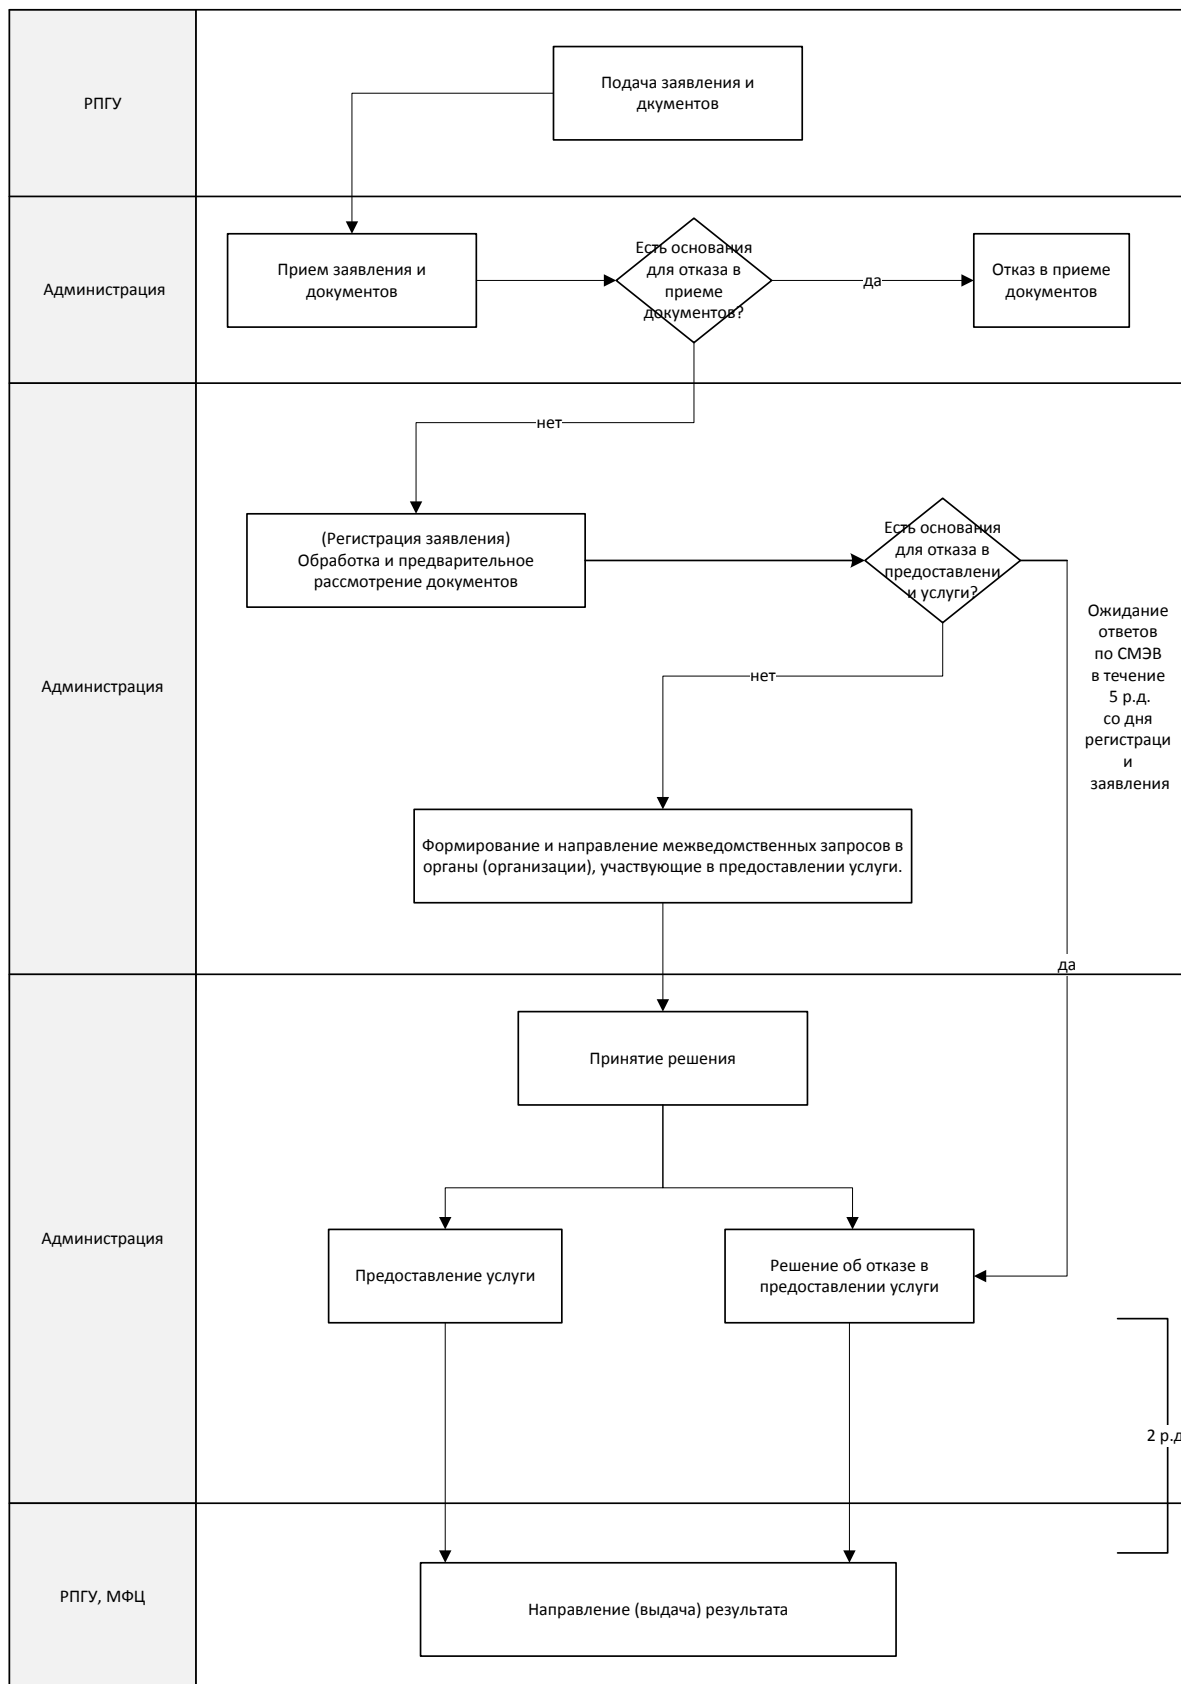 РПГУ
Подача заявления и
дкументов
Администрация
Прием заявления и
документов
Есть основания
для отказа в
приеме
документов?
да
Отказ в приеме
документов
нет
Администрация
(Регистрация заявления)
Обработка и предварительное
рассмотрение документов
Есть основания
для отказа в
предоставлени
и услуги?
нет
Ожидание
ответов
по СМЭВ
в течение
5 р.д.
со дня
регистраци
и
заявления
Формирование и направление межведомственных запросов в
органы (организации), участвующие в предоставлении услуги.
да
Администрация
Принятие решения
Предоставление услуги
Решение об отказе в
предоставлении услуги
2 р.д
РПГУ, МФЦ
Направление (выдача) результата